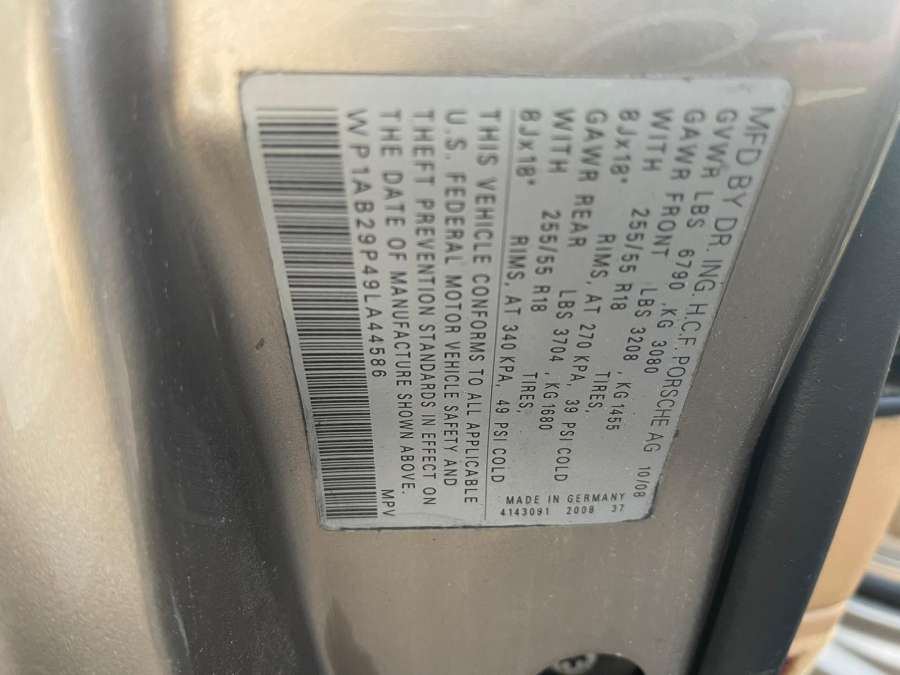 MFD BY DR. ING. H.C.F. PORSCHE AG 10/08
GVWR LBS 6790 ,KG 3080
GAWR FRONT ,LBS 3208 , KG 1455
WITH 255/55 R18 TIRES,
8Jx18" RIMS, AT 270 KPA, 39 PSI COLD
GAWR REAR LBS 3704 , KG 1680
WITH 255/55 R18 TIRES,
8Jx18" RIMS, AT 340 KPA, 49 PSI COLD
THIS VEHICLE CONFORMS TO ALL APPLICABLE
U.S. FEDERAL MOTOR VEHICLE SAFETY AND
THEFT PREVENTION STANDARDS IN EFFECT ON
THE DATE OF MANUFACTURE SHOWN ABOVE.
WP1AB29P49LA44586 MPV
MADE IN GERMANY
4143091 2008 37